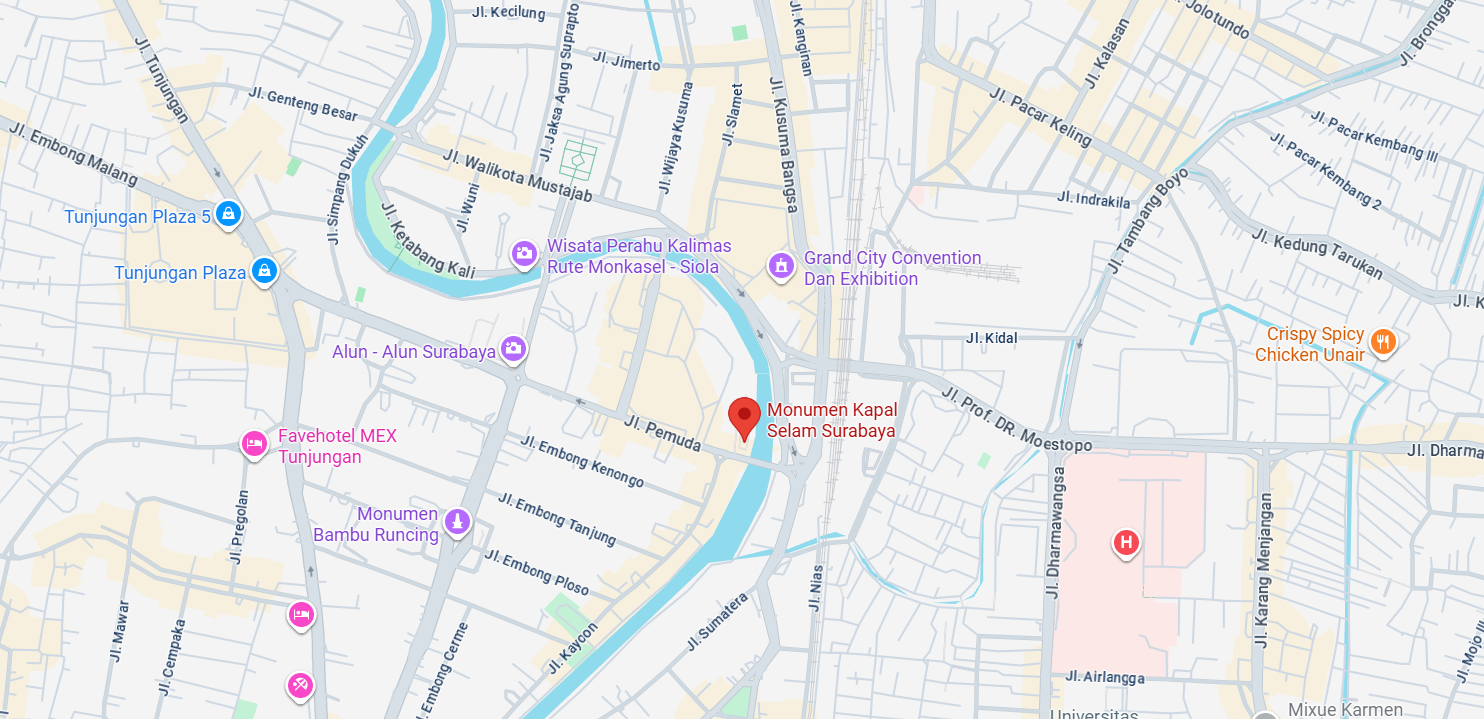 Jl. Kecilung
Jl. Jaksa Agung Suprapto
Jl. Jimerto
Jl. Kanginan
Jl. Jolotundo
Jl. Kalasan
Jl. Tunjungan
Jl. Genteng Besar
Jl. Slamet
Jl. Wijaya Kusuma
Jl. Kusuma Bangsa
Jl. Pacar Keling
Jl. Pacar Kembang III
Jl. Pacar Kembang 2
Jl. Embong Malang
Jl. Simpang Dukuh
Jl. Walikota Mustajab
Jl. Wuni
Jl. Ketabang Kali
Jl. Indrakila
Jl. Tambang Boyo
Jl. Kedung Tarukan
Jl. K
Tunjungan Plaza 5
Tunjungan Plaza
Wisata Perahu Kalimas
Rute Monkasel - Siola
Grand City Convention
Dan Exhibition
Jl. Kidal
Crispy Spicy
Chicken Unair
Alun - Alun Surabaya
Monumen Kapal
Selam Surabaya
Jl. Pemuda
Jl. Prof. DR. Moestopo
Jl. Dharma
Favehotel MEX
Tunjungan
Jl. Embong Kenongo
Jl. Embong Tanjung
Jl. Embong Ploso
Jl. Pregolan
Monumen
Bambu Runcing
H
Jl. Dharmawangsa
Jl. Karang Menjangan
Jl. Nias
Jl. Sumatera
Jl. Kaycon
Jl. Mawar
Jl. Cempaka
Jl. Embong Cerme
Jl. Airlangga
Jl. Mojo III
Universitas
Mixue Karmen